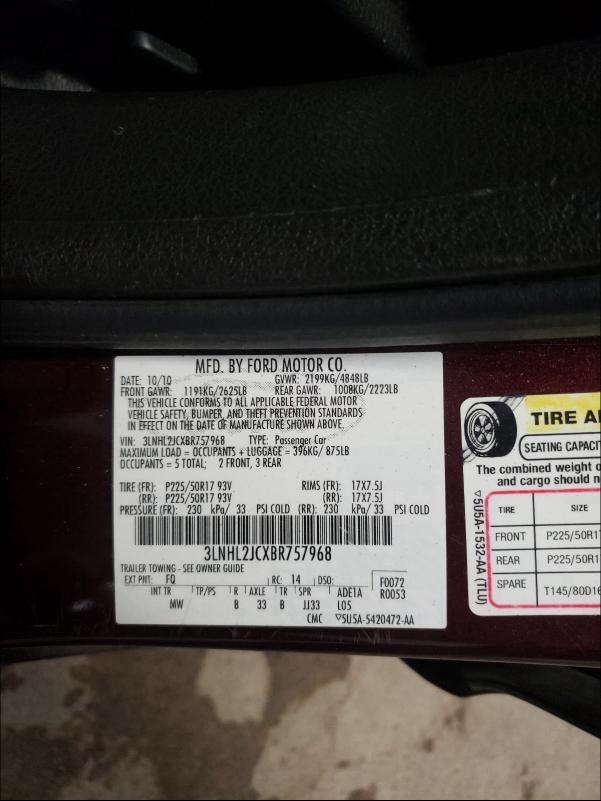 MFD. BY FORD MOTOR CO.
DATE: 10/10 GVWR: 2199KG/4848LB
FRONT GAWR: 1191KG/2625LB REAR GAWR: 1008KG/2223LB
THIS VEHICLE CONFORMS TO ALL APPLICABLE FEDERAL MOTOR
VEHICLE SAFETY, BUMPER, AND THEFT PREVENTION STANDARDS
IN EFFECT ON THE DATE OF MANUFACTURE SHOWN ABOVE.
VIN: 3LNHL2JCXBR757968 TYPE: Passenger Car
MAXIMUM LOAD = OCCUPANTS + LUGGAGE = 396KG/ 875LB
OCCUPANTS = 5 TOTAL; 2 FRONT, 3 REAR
TIRE (FR): P225/50R17 93V RIMS (FR): 17X7.5J
(RR): P225/50R17 93V (RR): 17X7.5J
PRESSURE (FR): 230 kPa/ 33 PSI COLD (RR): 230 kPa/ 33 PSI COLD
3LNHL2JCXBR757968
TRAILER TOWING - SEE OWNER GUIDE
EXT PNT: FQ RC: 14 DSO: F0072
INT TR TP/PS R AXLE TR SPR ADE1A R0053
MW B 33 B JJ33 L05
CMC ▽5U5A-5420472-AA
TIRE A
SEATING CAPACIT
The combined weight o
and cargo should n
TIRE SIZE
FRONT P225/50R1
REAR P225/50R1
SPARE T145/80D16
▽5U5A-1532-AA (TLU)